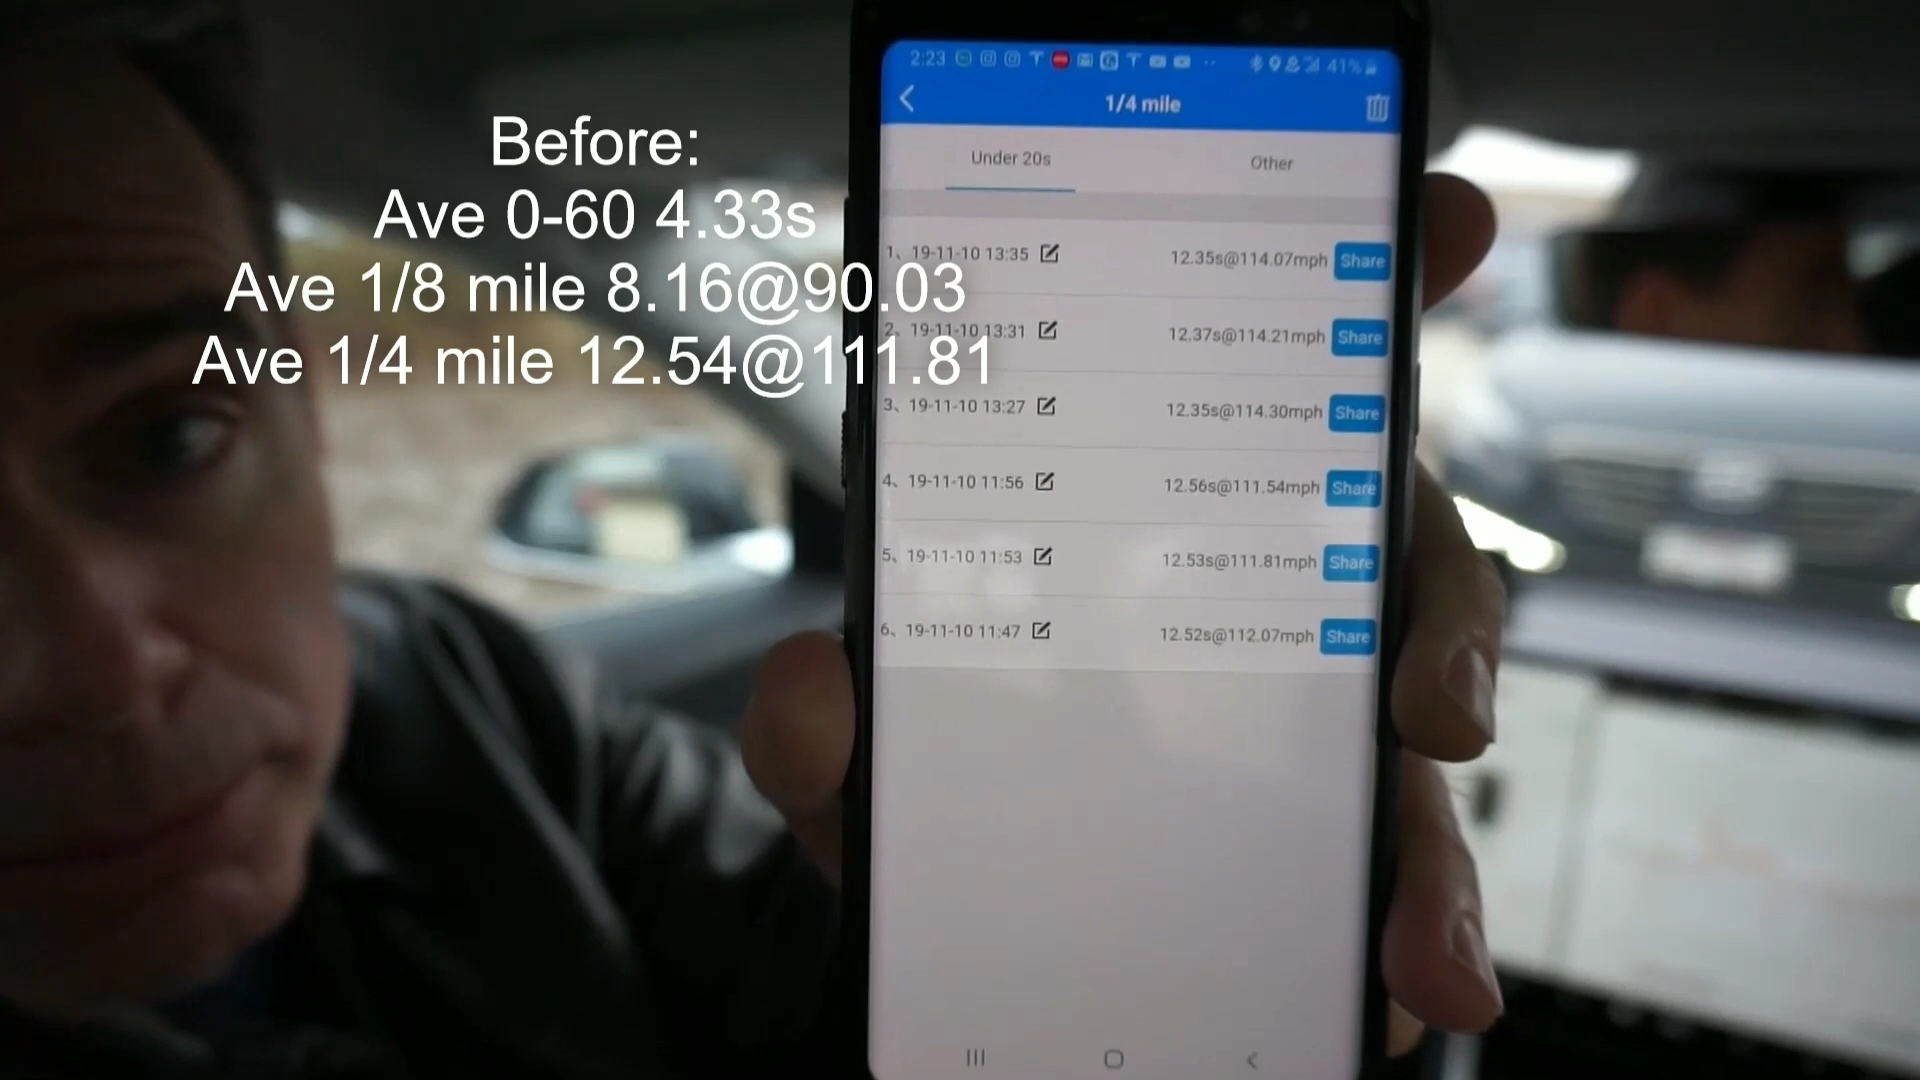 Before:
Ave 0-60 4.33s
Ave 1/8 mile 8.16@90.03
Ave 1/4 mile 12.54@111.81
2:23 41%
1/4 mile
Under 20s Other
1、19-11-10 13:35 12.35s@114.07mph Share
2、19-11-10 13:31 12.37s@114.21mph Share
3、19-11-10 13:27 12.35s@114.30mph Share
4、19-11-10 11:56 12.56s@111.54mph Share
5、19-11-10 11:53 12.53s@111.81mph Share
6、19-11-10 11:47 12.52s@112.07mph Share